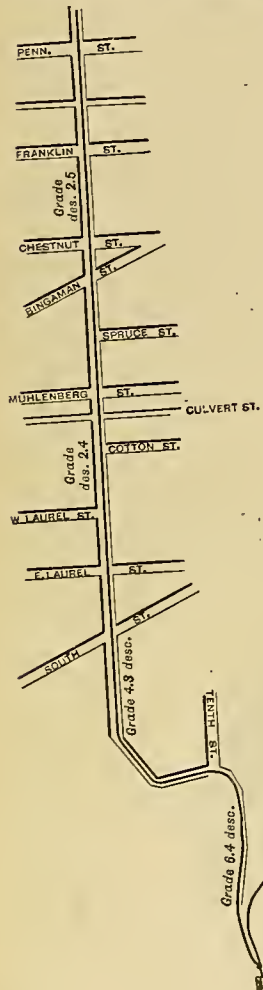 PENN. ST.
FRANKLIN ST.
Grade
des. 2.5
CHESTNUT ST.
BINGAMAN ST.
SPRUCE ST.
MUHLENBERG ST.
CULVERT ST.
COTTON ST.
Grade
des. 2.4
W. LAUREL ST.
E. LAUREL ST.
SOUTH ST.
Grade 4.3 desc.
TENTH ST.
Grade 6.4 desc.